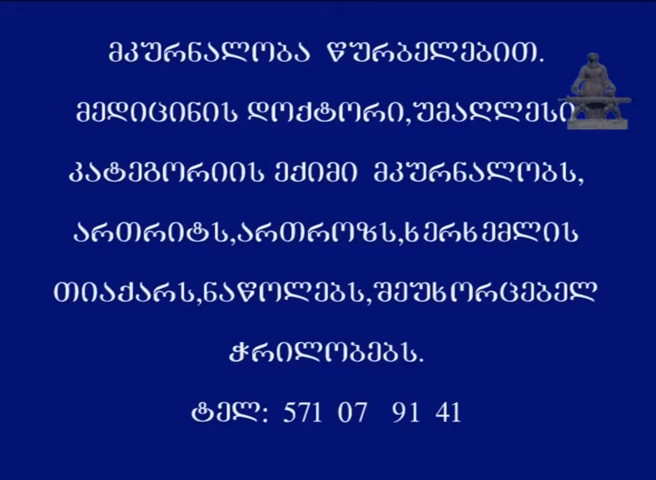 მკურნალობა წურბელებით.
მედიცინის დოქტორი,უმაღლესი
კატეგორიის ექიმი მკურნალობს,
ართრიტს,ართროზს,ხერხემლის
თიაქარს,ნაწოლებს,შეუხორცებელ
ჭრილობებს.
ტელ: 571 07 91 41